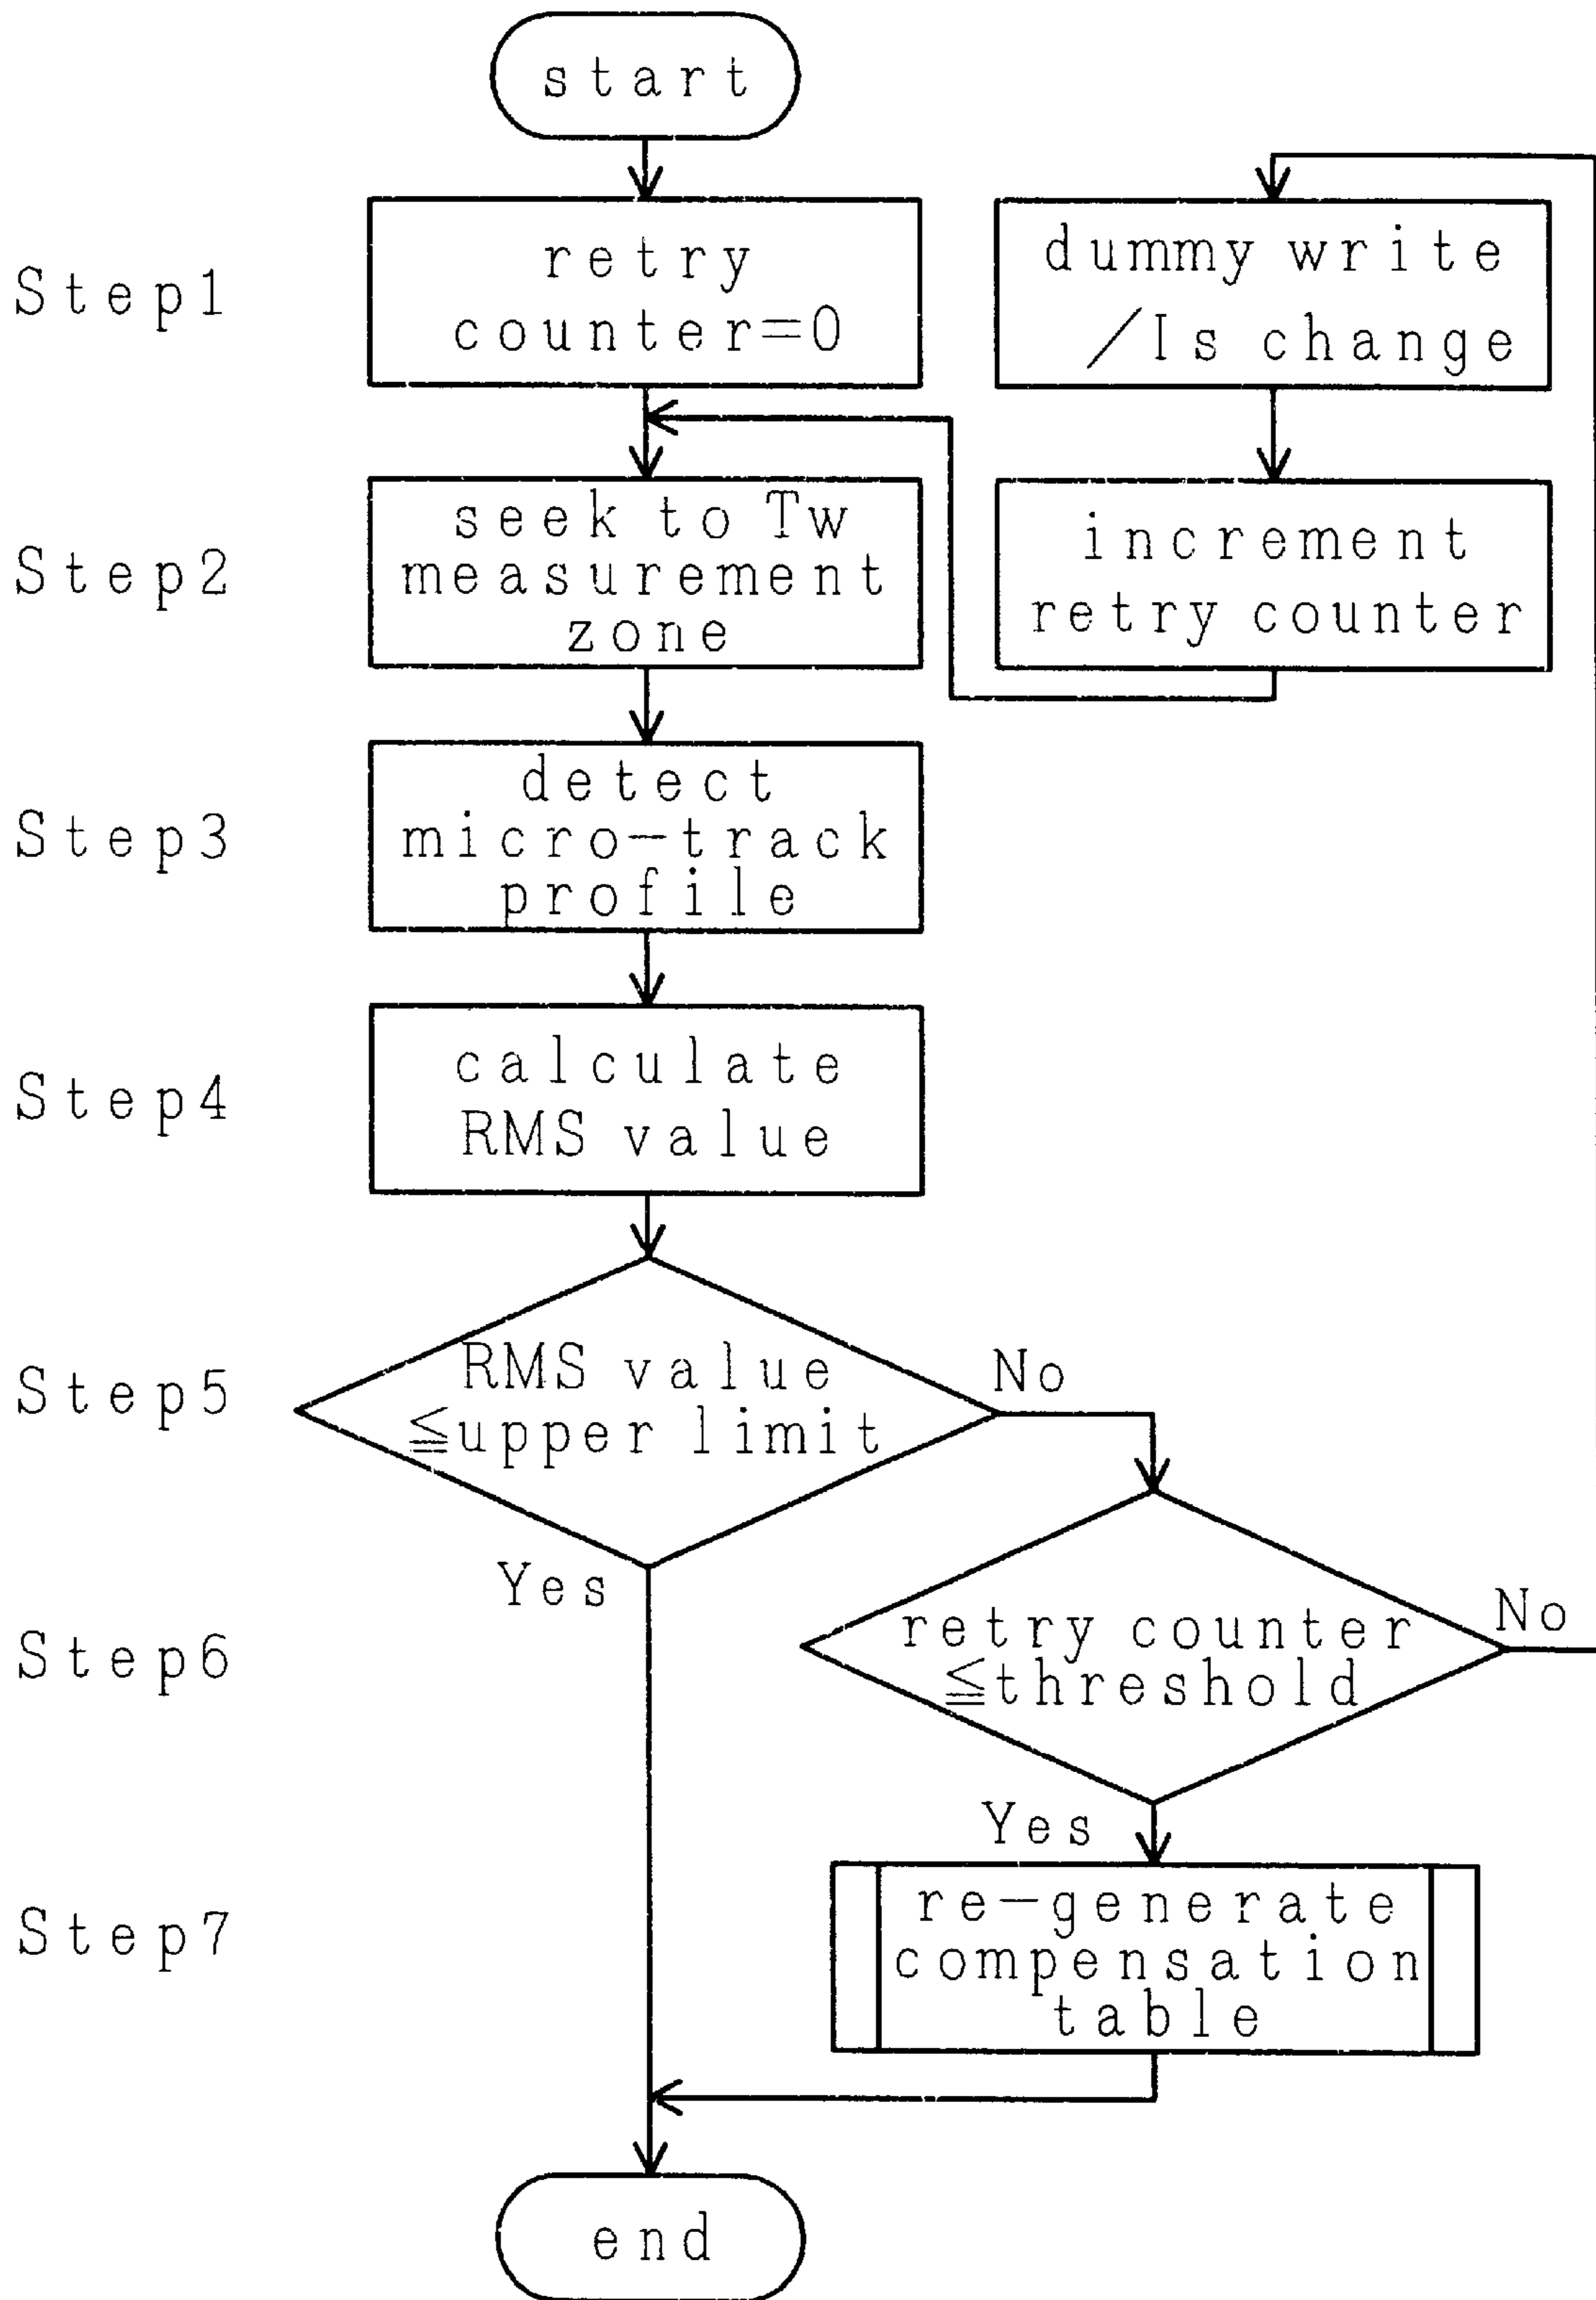 start
Step1
retry
counter=0
dummy write
/Is change
Step2
seek to Tw
measurement
zone
increment
retry counter
Step3
detect
micro-track
profile
Step4
calculate
RMS value
Step5
RMS value
≦upper limit
No
Yes
Step6
retry counter
≦threshold
No
Yes
Step7
re-generate
compensation
table
end